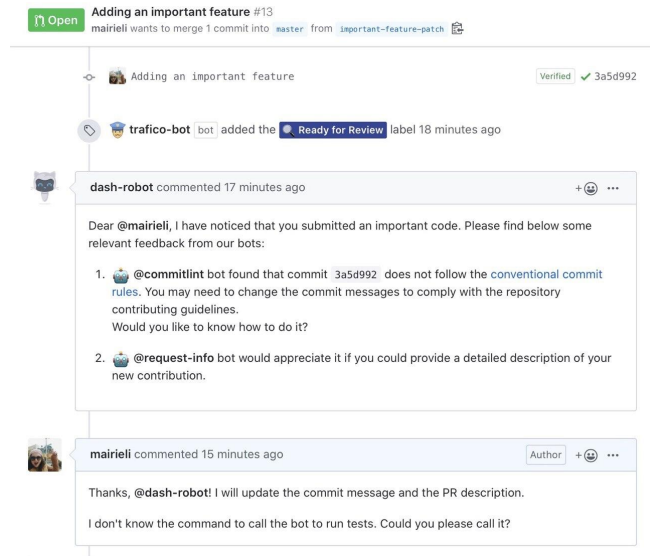 Open
Adding an important feature #13
mairieli wants to merge 1 commit into master from important-feature-patch
Adding an important feature Verified 3a5d992
trafico-bot bot added the Ready for Review label 18 minutes ago
dash-robot commented 17 minutes ago
Dear @mairieli, I have noticed that you submitted an important code. Please find below some
relevant feedback from our bots:
1. @commitlint bot found that commit 3a5d992 does not follow the conventional commit
rules. You may need to change the commit messages to comply with the repository
contributing guidelines.
Would you like to know how to do it?
2. @request-info bot would appreciate it if you could provide a detailed description of your
new contribution.
mairieli commented 15 minutes ago Author
Thanks, @dash-robot! I will update the commit message and the PR description.
I don't know the command to call the bot to run tests. Could you please call it?